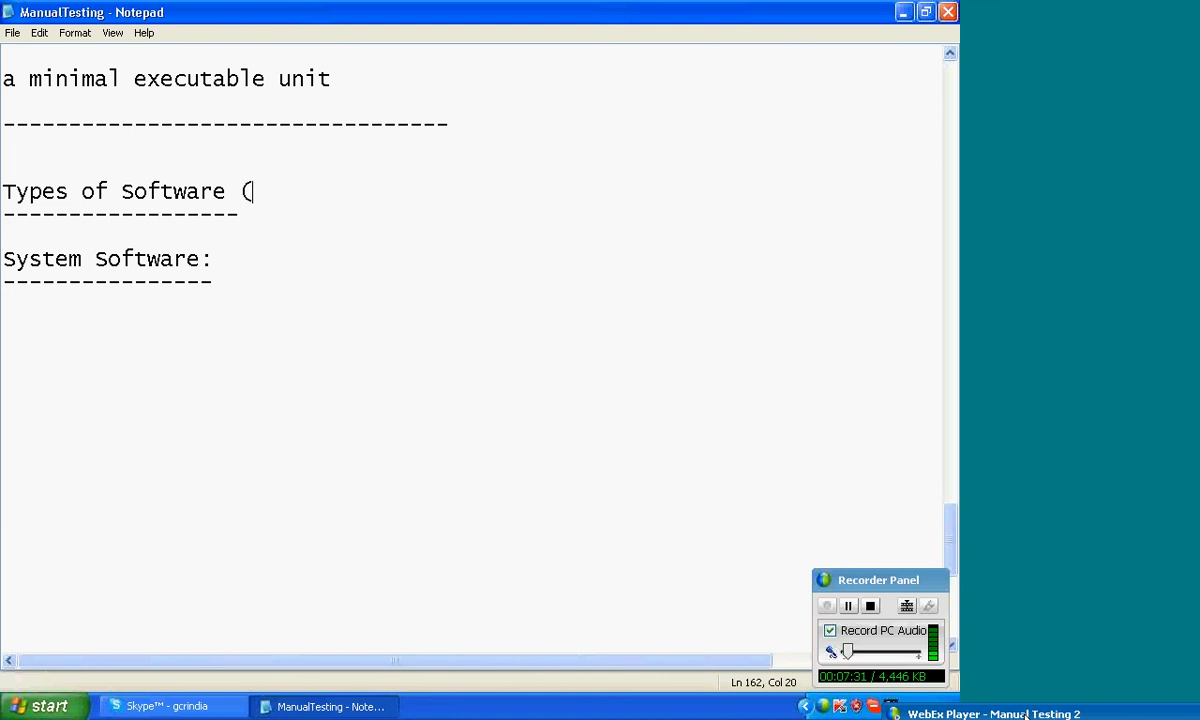 ManualTesting - Notepad
File Edit Format View Help
a minimal executable unit
----------------------------------
Types of Software (
------------------
System Software:
----------------
Recorder Panel
Record PC Audio
00:07:31 / 4,446 KB
Ln 162, Col 20
start
Skype™ - gcrindia
ManualTesting - Note...
WebEx Player - Manual Testing 2